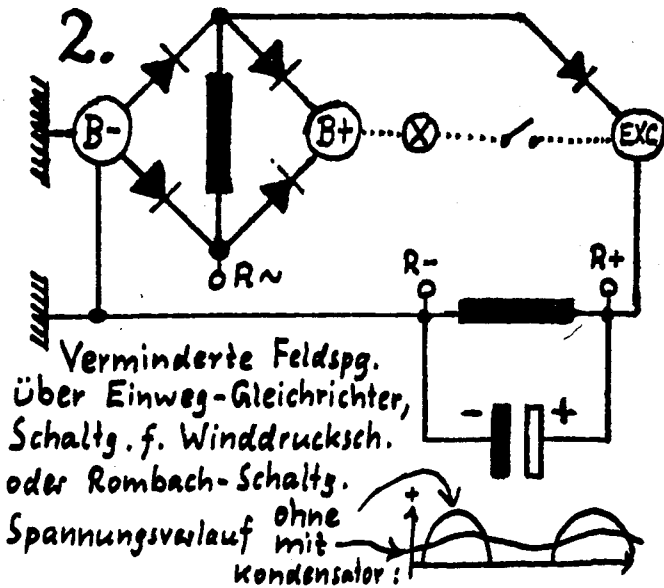 2.
B-
B+
EXC
R~
R-
R+
- +
Verminderte Feldspg.
über Einweg-Gleichrichter,
Schaltg. f. Winddrucksch.
oder Rombach-Schaltg.
Spannungsverlauf ohne
mit
Kondensator:
+